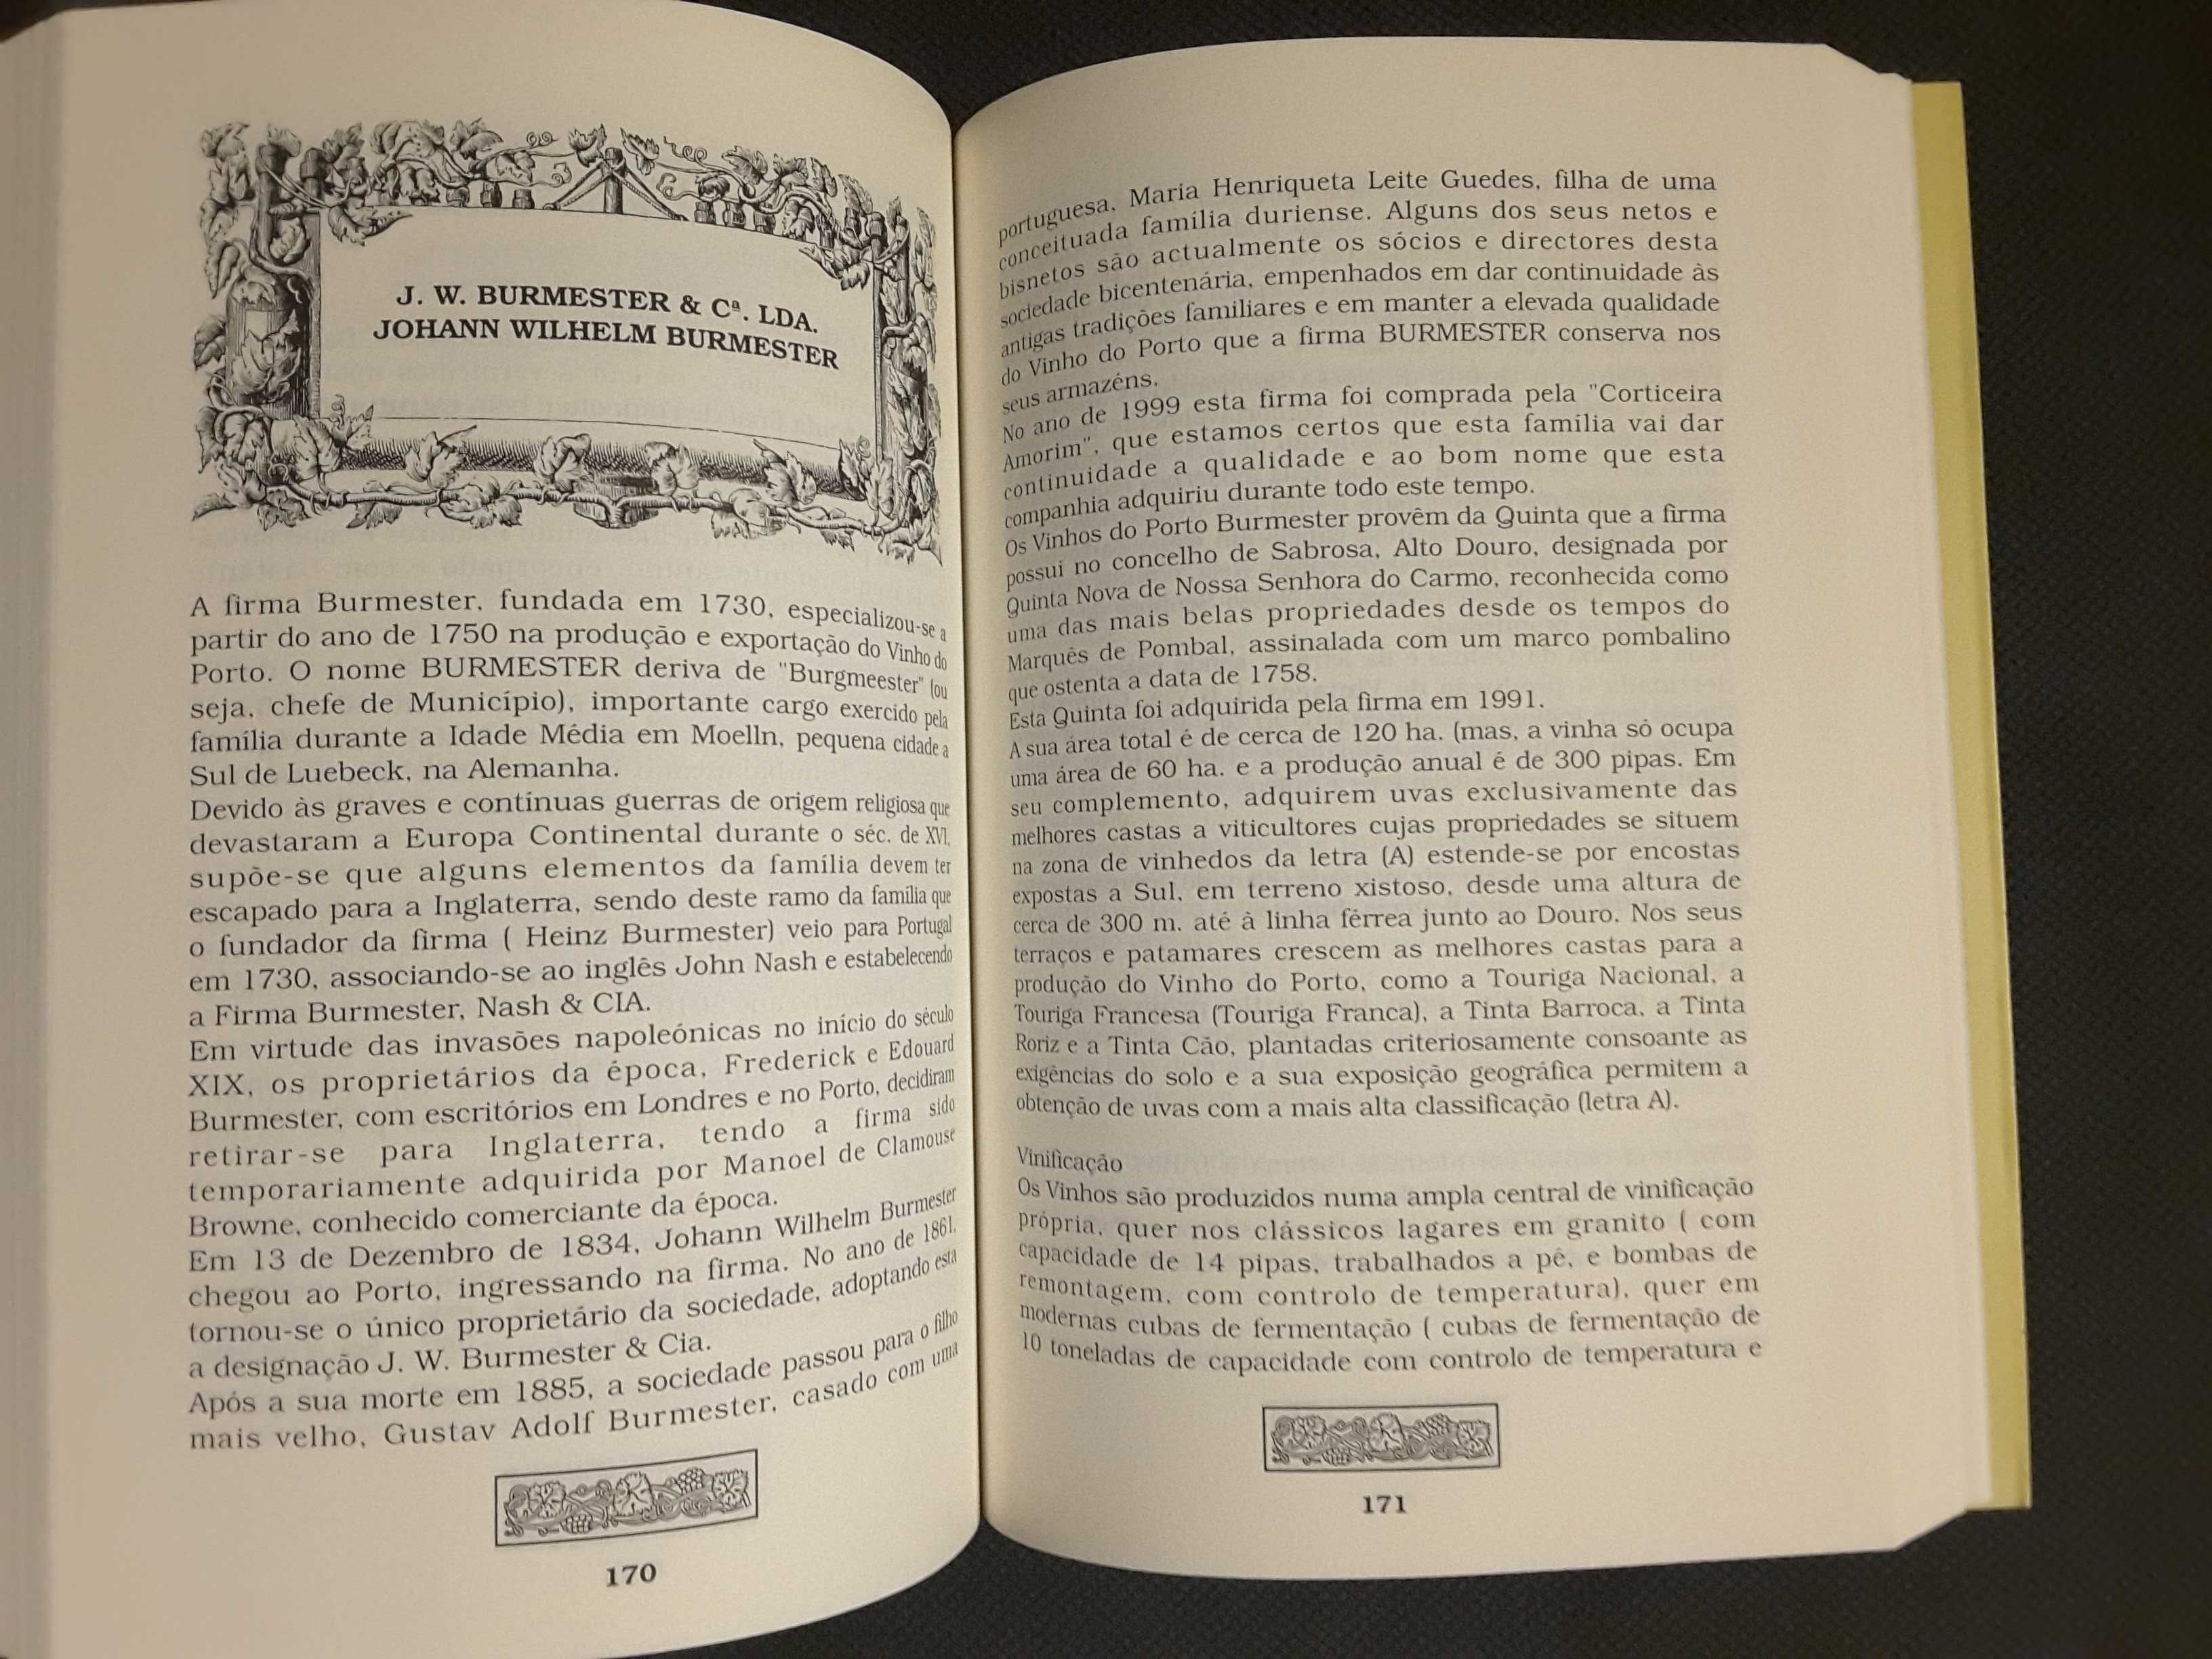 J. W. BURMESTER & Cª. LDA.
JOHANN WILHELM BURMESTER
A firma Burmester, fundada em 1730, especializou-se a
partir do ano de 1750 na produção e exportação do Vinho do
Porto. O nome BURMESTER deriva de "Burgmeester" (ou
seja, chefe de Município), importante cargo exercido pela
família durante a Idade Média em Moelln, pequena cidade a
Sul de Luebeck, na Alemanha.
Devido às graves e contínuas guerras de origem religiosa que
devastaram a Europa Continental durante o séc. de XVI,
supõe-se que alguns elementos da família devem ter
escapado para a Inglaterra, sendo deste ramo da família que
o fundador da firma ( Heinz Burmester) veio para Portugal
em 1730, associando-se ao inglês John Nash e estabelecendo
a Firma Burmester, Nash & CIA.
Em virtude das invasões napoleónicas no início do século
XIX, os proprietários da época, Frederick e Edouard
Burmester, com escritórios em Londres e no Porto, decidiram
retirar-se para Inglaterra, tendo a firma sido
temporariamente adquirida por Manoel de Clamouse
Browne, conhecido comerciante da época.
Em 13 de Dezembro de 1834, Johann Wilhelm Burmester
chegou ao Porto, ingressando na firma. No ano de 1861,
tornou-se o único proprietário da sociedade, adoptando esta
a designação J. W. Burmester & Cia.
Após a sua morte em 1885, a sociedade passou para o filho
mais velho, Gustav Adolf Burmester, casado com uma
170
portuguesa, Maria Henriqueta Leite Guedes, filha de uma
conceituada família duriense. Alguns dos seus netos e
bisnetos são actualmente os sócios e directores desta
sociedade bicentenária, empenhados em dar continuidade às
antigas tradições familiares e em manter a elevada qualidade
do Vinho do Porto que a firma BURMESTER conserva nos
seus armazéns.
No ano de 1999 esta firma foi comprada pela "Corticeira
Amorim", que estamos certos que esta família vai dar
continuidade a qualidade e ao bom nome que esta
companhia adquiriu durante todo este tempo.
Os Vinhos do Porto Burmester provêm da Quinta que a firma
possui no concelho de Sabrosa, Alto Douro, designada por
Quinta Nova de Nossa Senhora do Carmo, reconhecida como
uma das mais belas propriedades desde os tempos do
Marquês de Pombal, assinalada com um marco pombalino
que ostenta a data de 1758.
Esta Quinta foi adquirida pela firma em 1991.
A sua área total é de cerca de 120 ha. (mas, a vinha só ocupa
uma área de 60 ha. e a produção anual é de 300 pipas. Em
seu complemento, adquirem uvas exclusivamente das
melhores castas a viticultores cujas propriedades se situem
na zona de vinhedos da letra (A) estende-se por encostas
expostas a Sul, em terreno xistoso, desde uma altura de
cerca de 300 m. até à linha férrea junto ao Douro. Nos seus
terraços e patamares crescem as melhores castas para a
produção do Vinho do Porto, como a Touriga Nacional, a
Touriga Francesa (Touriga Franca), a Tinta Barroca, a Tinta
Roriz e a Tinta Cão, plantadas criteriosamente consoante as
exigências do solo e a sua exposição geográfica permitem a
obtenção de uvas com a mais alta classificação (letra A).
Vinificação
Os Vinhos são produzidos numa ampla central de vinificação
própria, quer nos clássicos lagares em granito ( com
capacidade de 14 pipas, trabalhados a pé, e bombas de
remontagem, com controlo de temperatura), quer em
modernas cubas de fermentação ( cubas de fermentação de
10 toneladas de capacidade com controlo de temperatura e
171